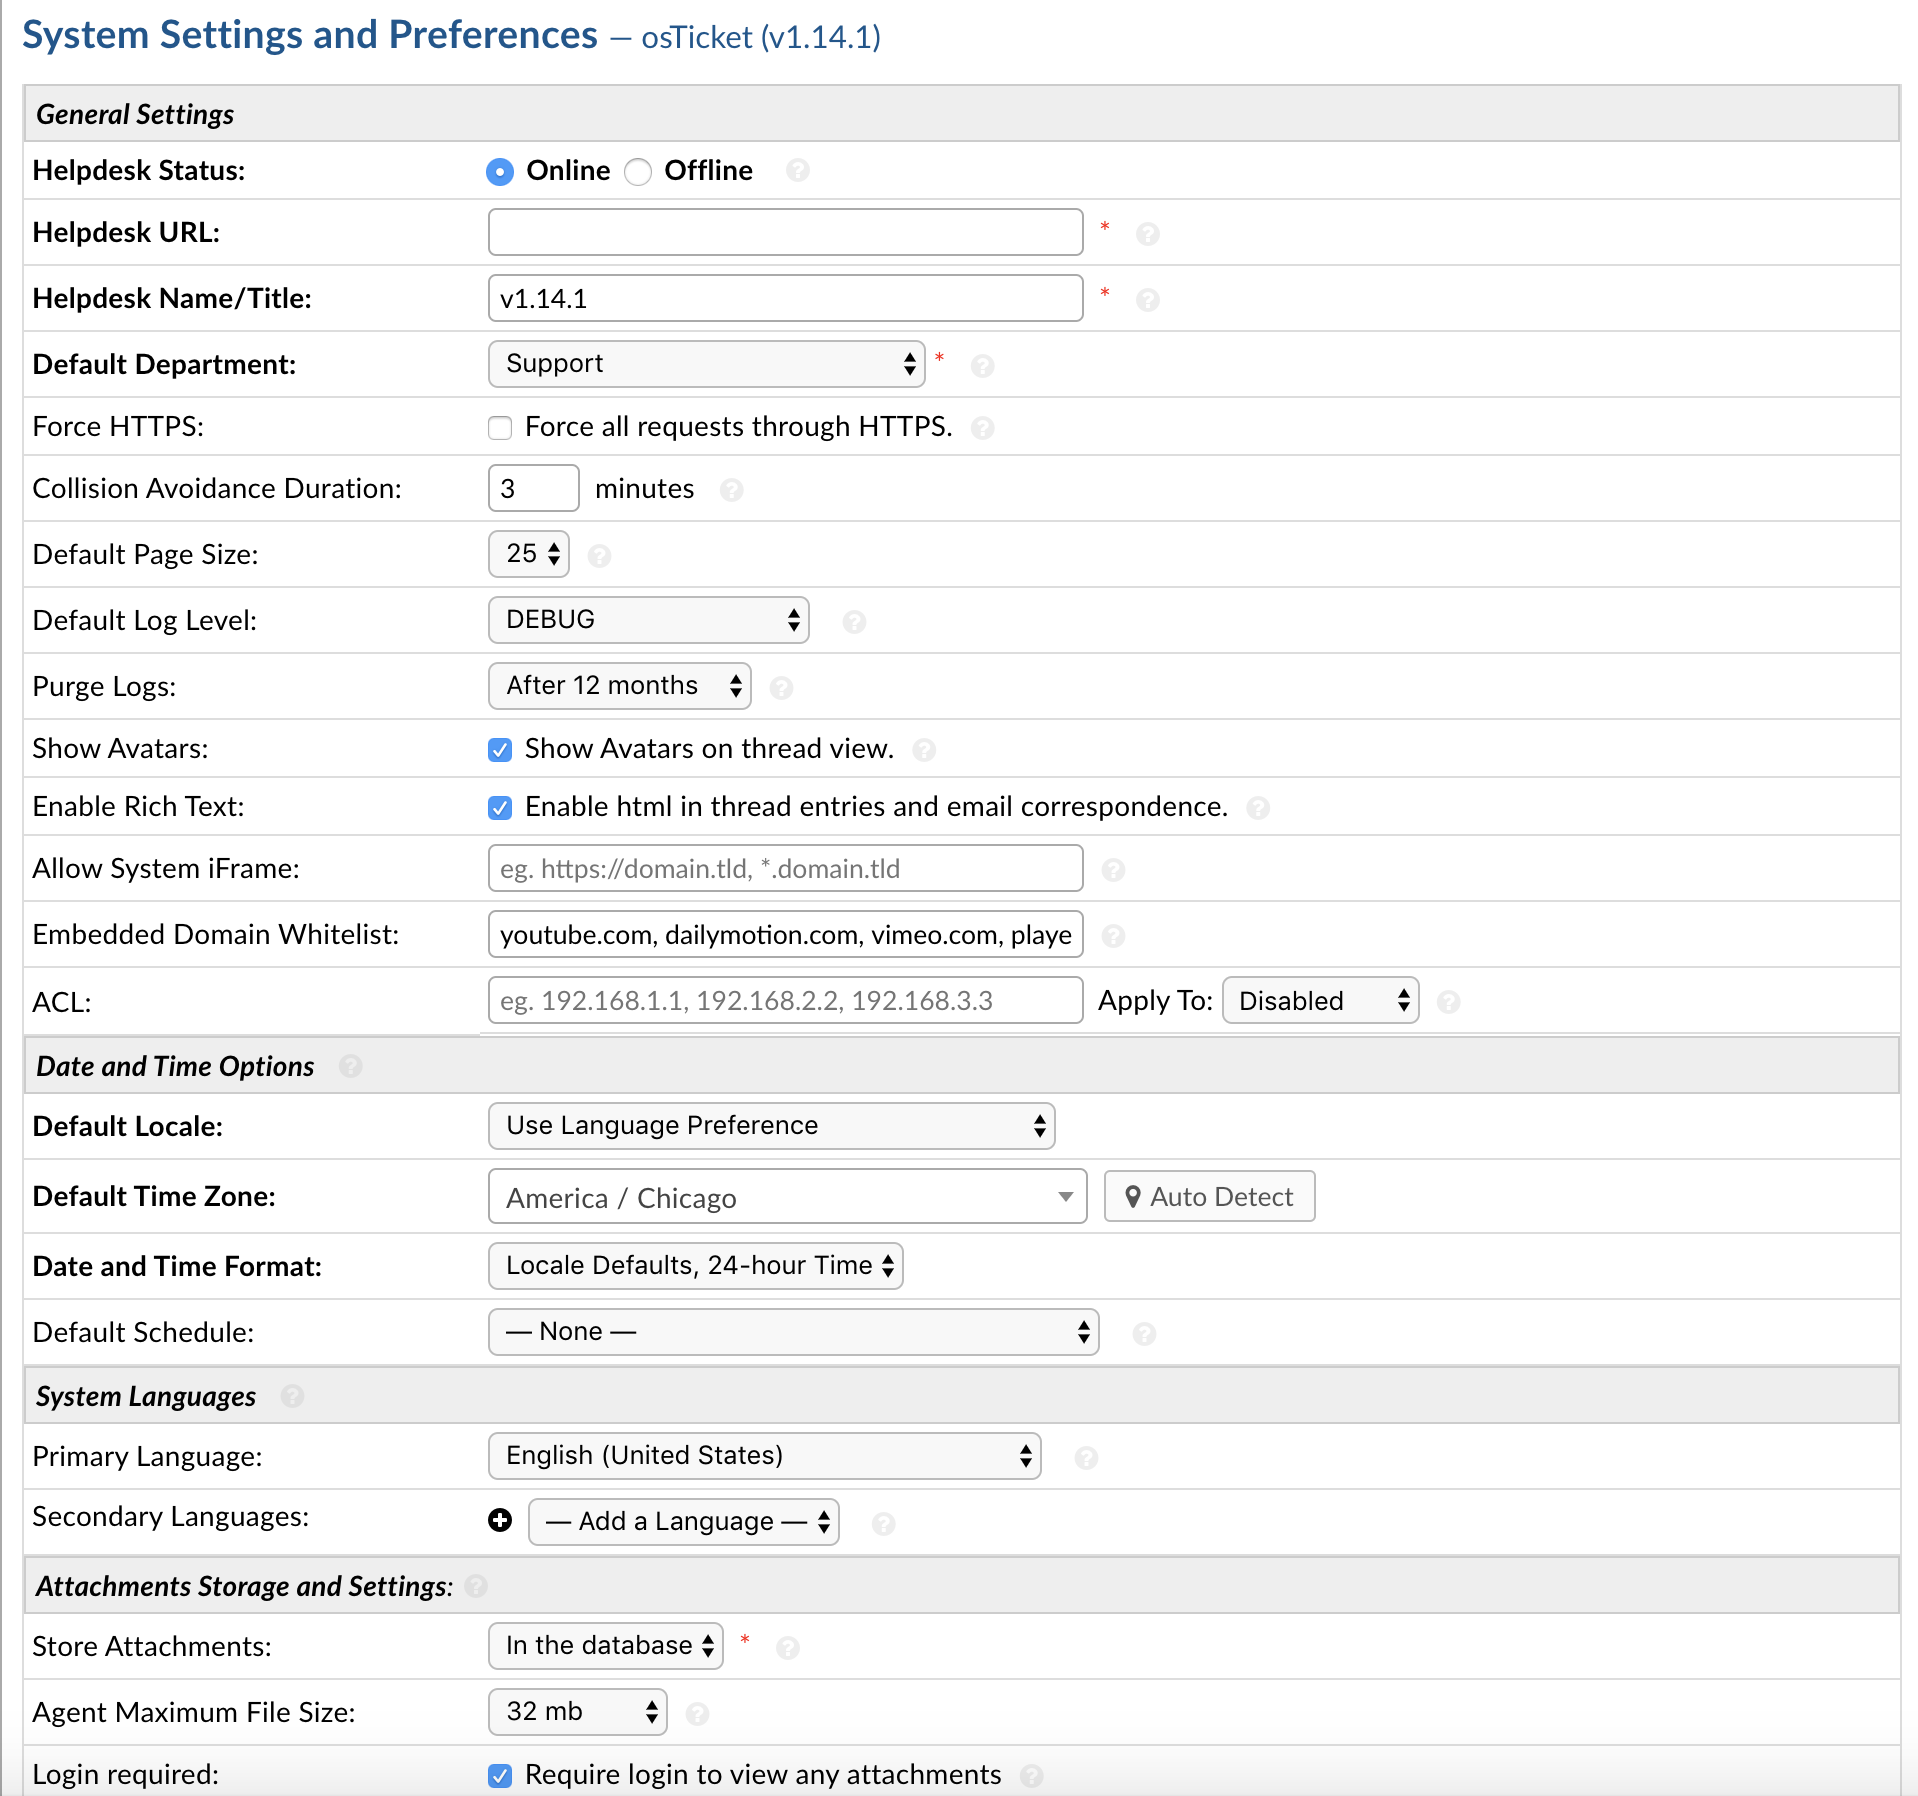 System Settings and Preferences — osTicket (v1.14.1)
General Settings
Helpdesk Status: Online Offline ?
Helpdesk URL: * ?
Helpdesk Name/Title: v1.14.1 * ?
Default Department: Support * ?
Force HTTPS: Force all requests through HTTPS. ?
Collision Avoidance Duration: 3 minutes ?
Default Page Size: 25 ?
Default Log Level: DEBUG ?
Purge Logs: After 12 months ?
Show Avatars: Show Avatars on thread view. ?
Enable Rich Text: Enable html in thread entries and email correspondence. ?
Allow System iFrame: eg. https://domain.tld, *.domain.tld ?
Embedded Domain Whitelist: youtube.com, dailymotion.com, vimeo.com, playe ?
ACL: eg. 192.168.1.1, 192.168.2.2, 192.168.3.3 Apply To: Disabled ?
Date and Time Options ?
Default Locale: Use Language Preference
Default Time Zone: America / Chicago Auto Detect
Date and Time Format: Locale Defaults, 24-hour Time
Default Schedule: — None — ?
System Languages ?
Primary Language: English (United States) ?
Secondary Languages: — Add a Language — ?
Attachments Storage and Settings: ?
Store Attachments: In the database * ?
Agent Maximum File Size: 32 mb ?
Login required: Require login to view any attachments ?